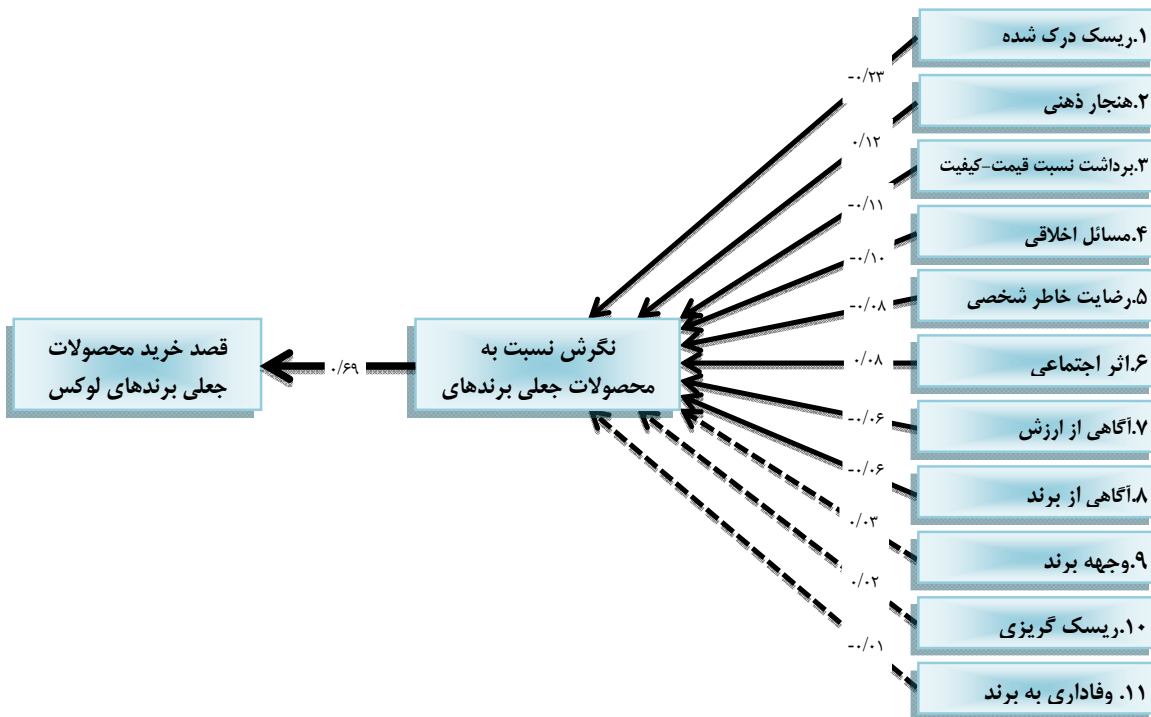 ۱.ریسک درک شده
-۰/۲۳
۲.هنجار ذهنی
۰/۱۲
۳.برداشت نسبت قیمت-کیفیت
-۰/۱۱
۴.مسائل اخلاقی
-۰/۱۰
۵.رضایت خاطر شخصی
-۰/۰۸
۶.اثر اجتماعی
۰/۰۸
۷.آگاهی از ارزش
-۰/۰۶
۸.آگاهی از برند
-۰/۰۶
۹.وجهه برند
۰/۰۳
۱۰.ریسک گریزی
۰/۰۲
۱۱. وفاداری به برند
-۰/۰۱
نگرش نسبت به
محصولات جعلی برندهای
۰/۶۹
قصد خرید محصولات
جعلی برندهای لوکس